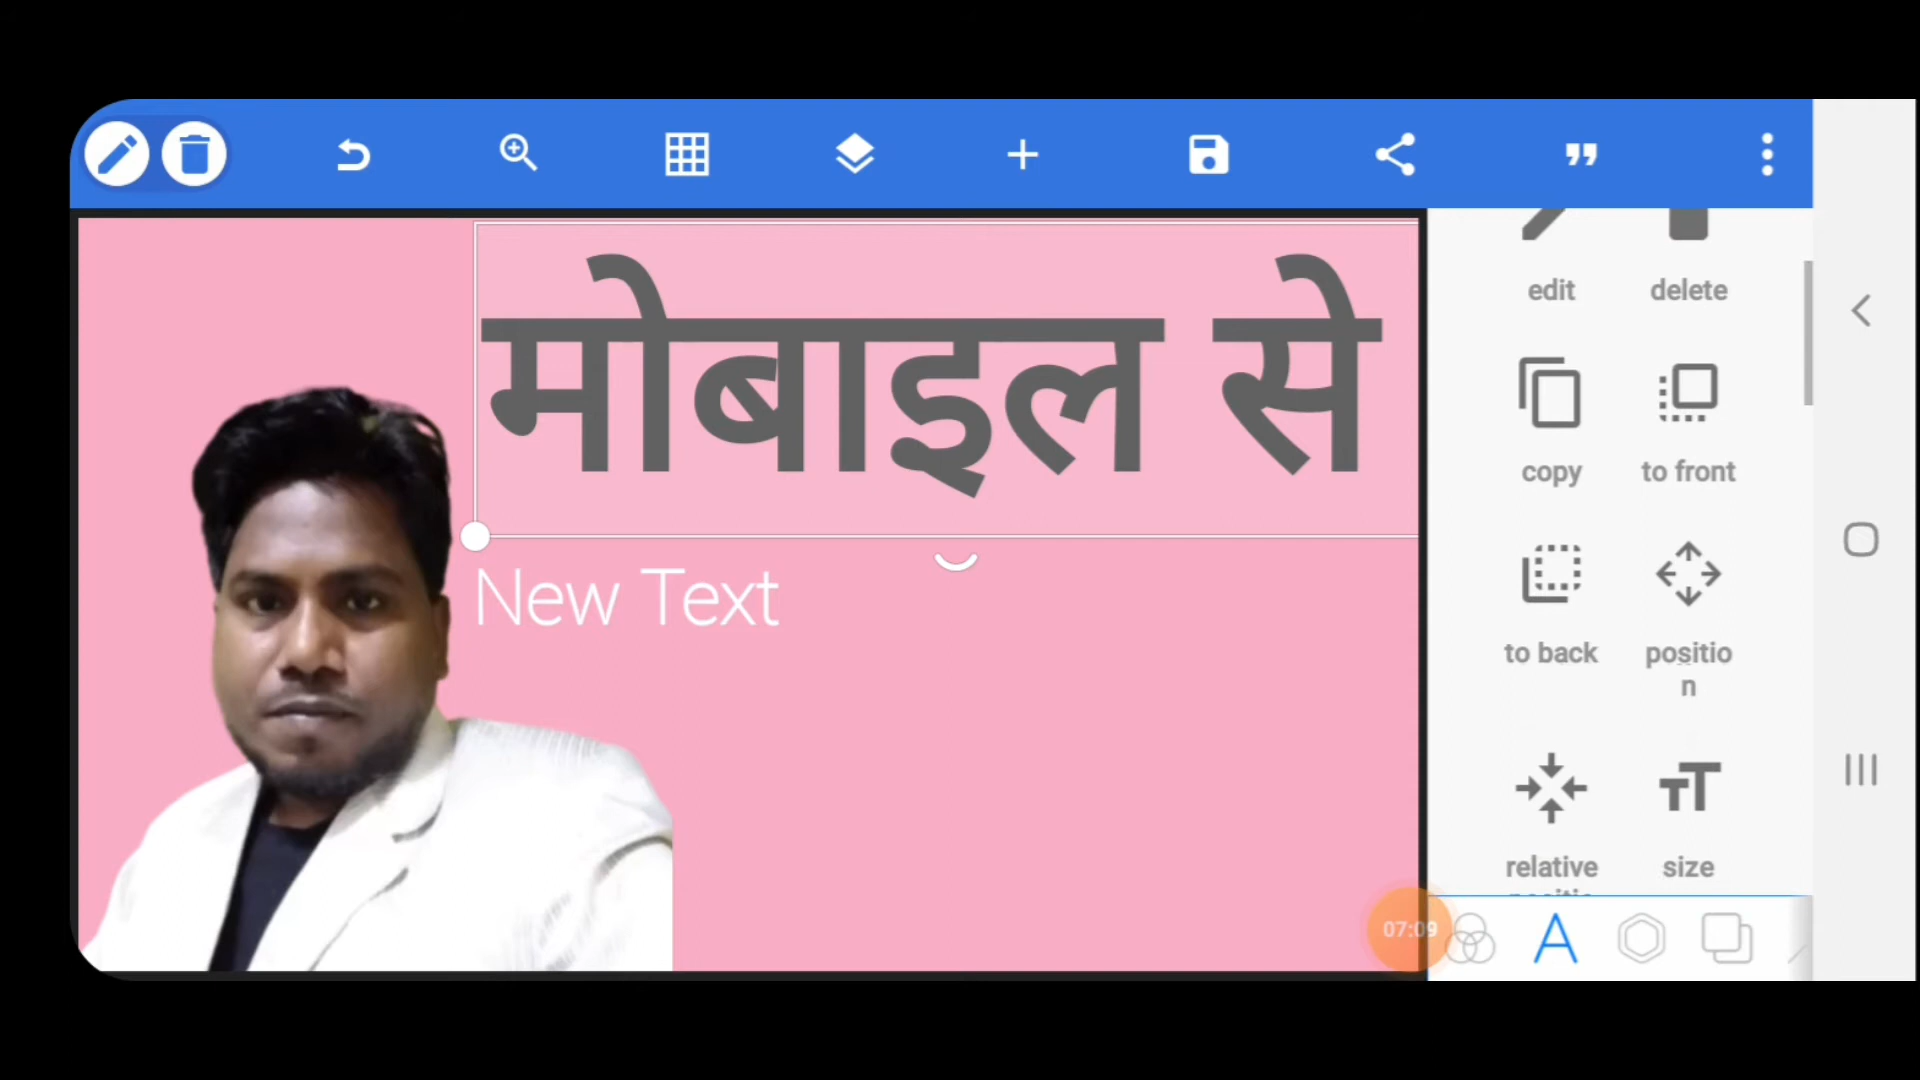 मोबाइल से
New Text
edit
delete
copy
to front
to back
positio
n
relative
size
07:09